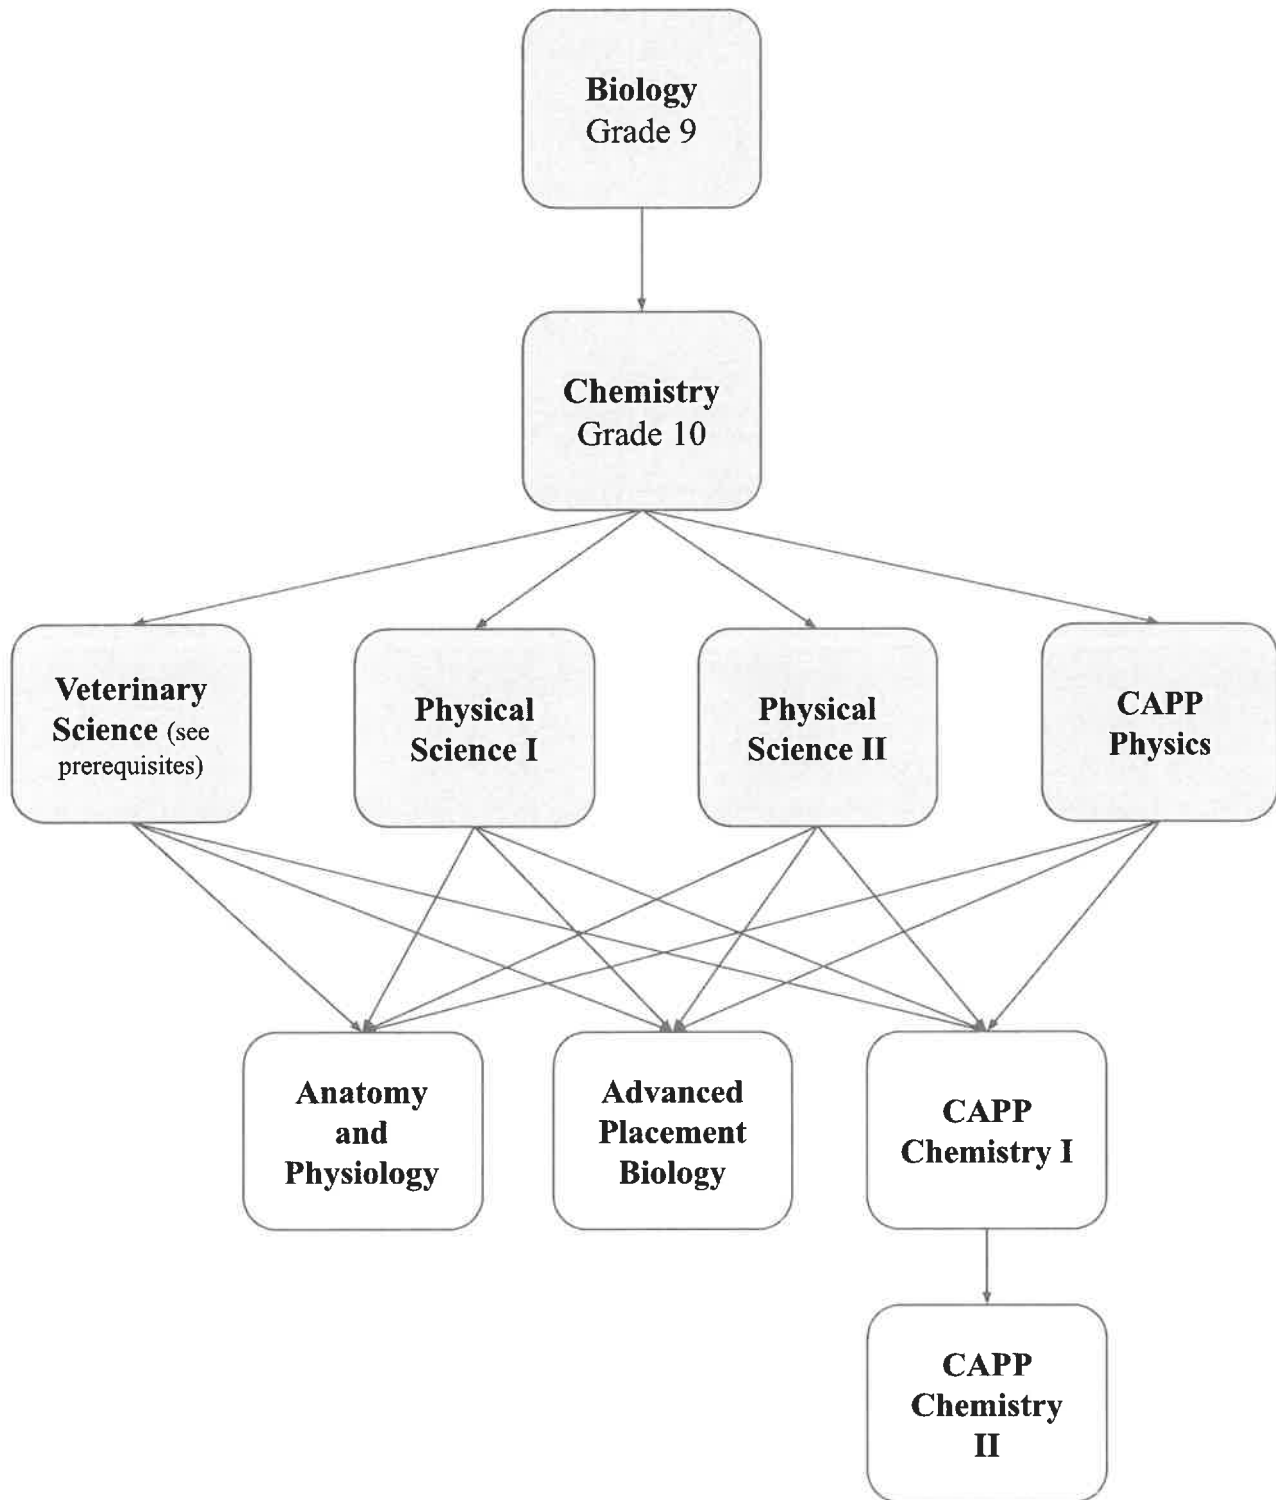 Biology
Grade 9
Chemistry
Grade 10
Veterinary
Science (see
prerequisites)
Physical
Science I
Physical
Science II
CAPP
Physics
Anatomy
and
Physiology
Advanced
Placement
Biology
CAPP
Chemistry I
CAPP
Chemistry
II